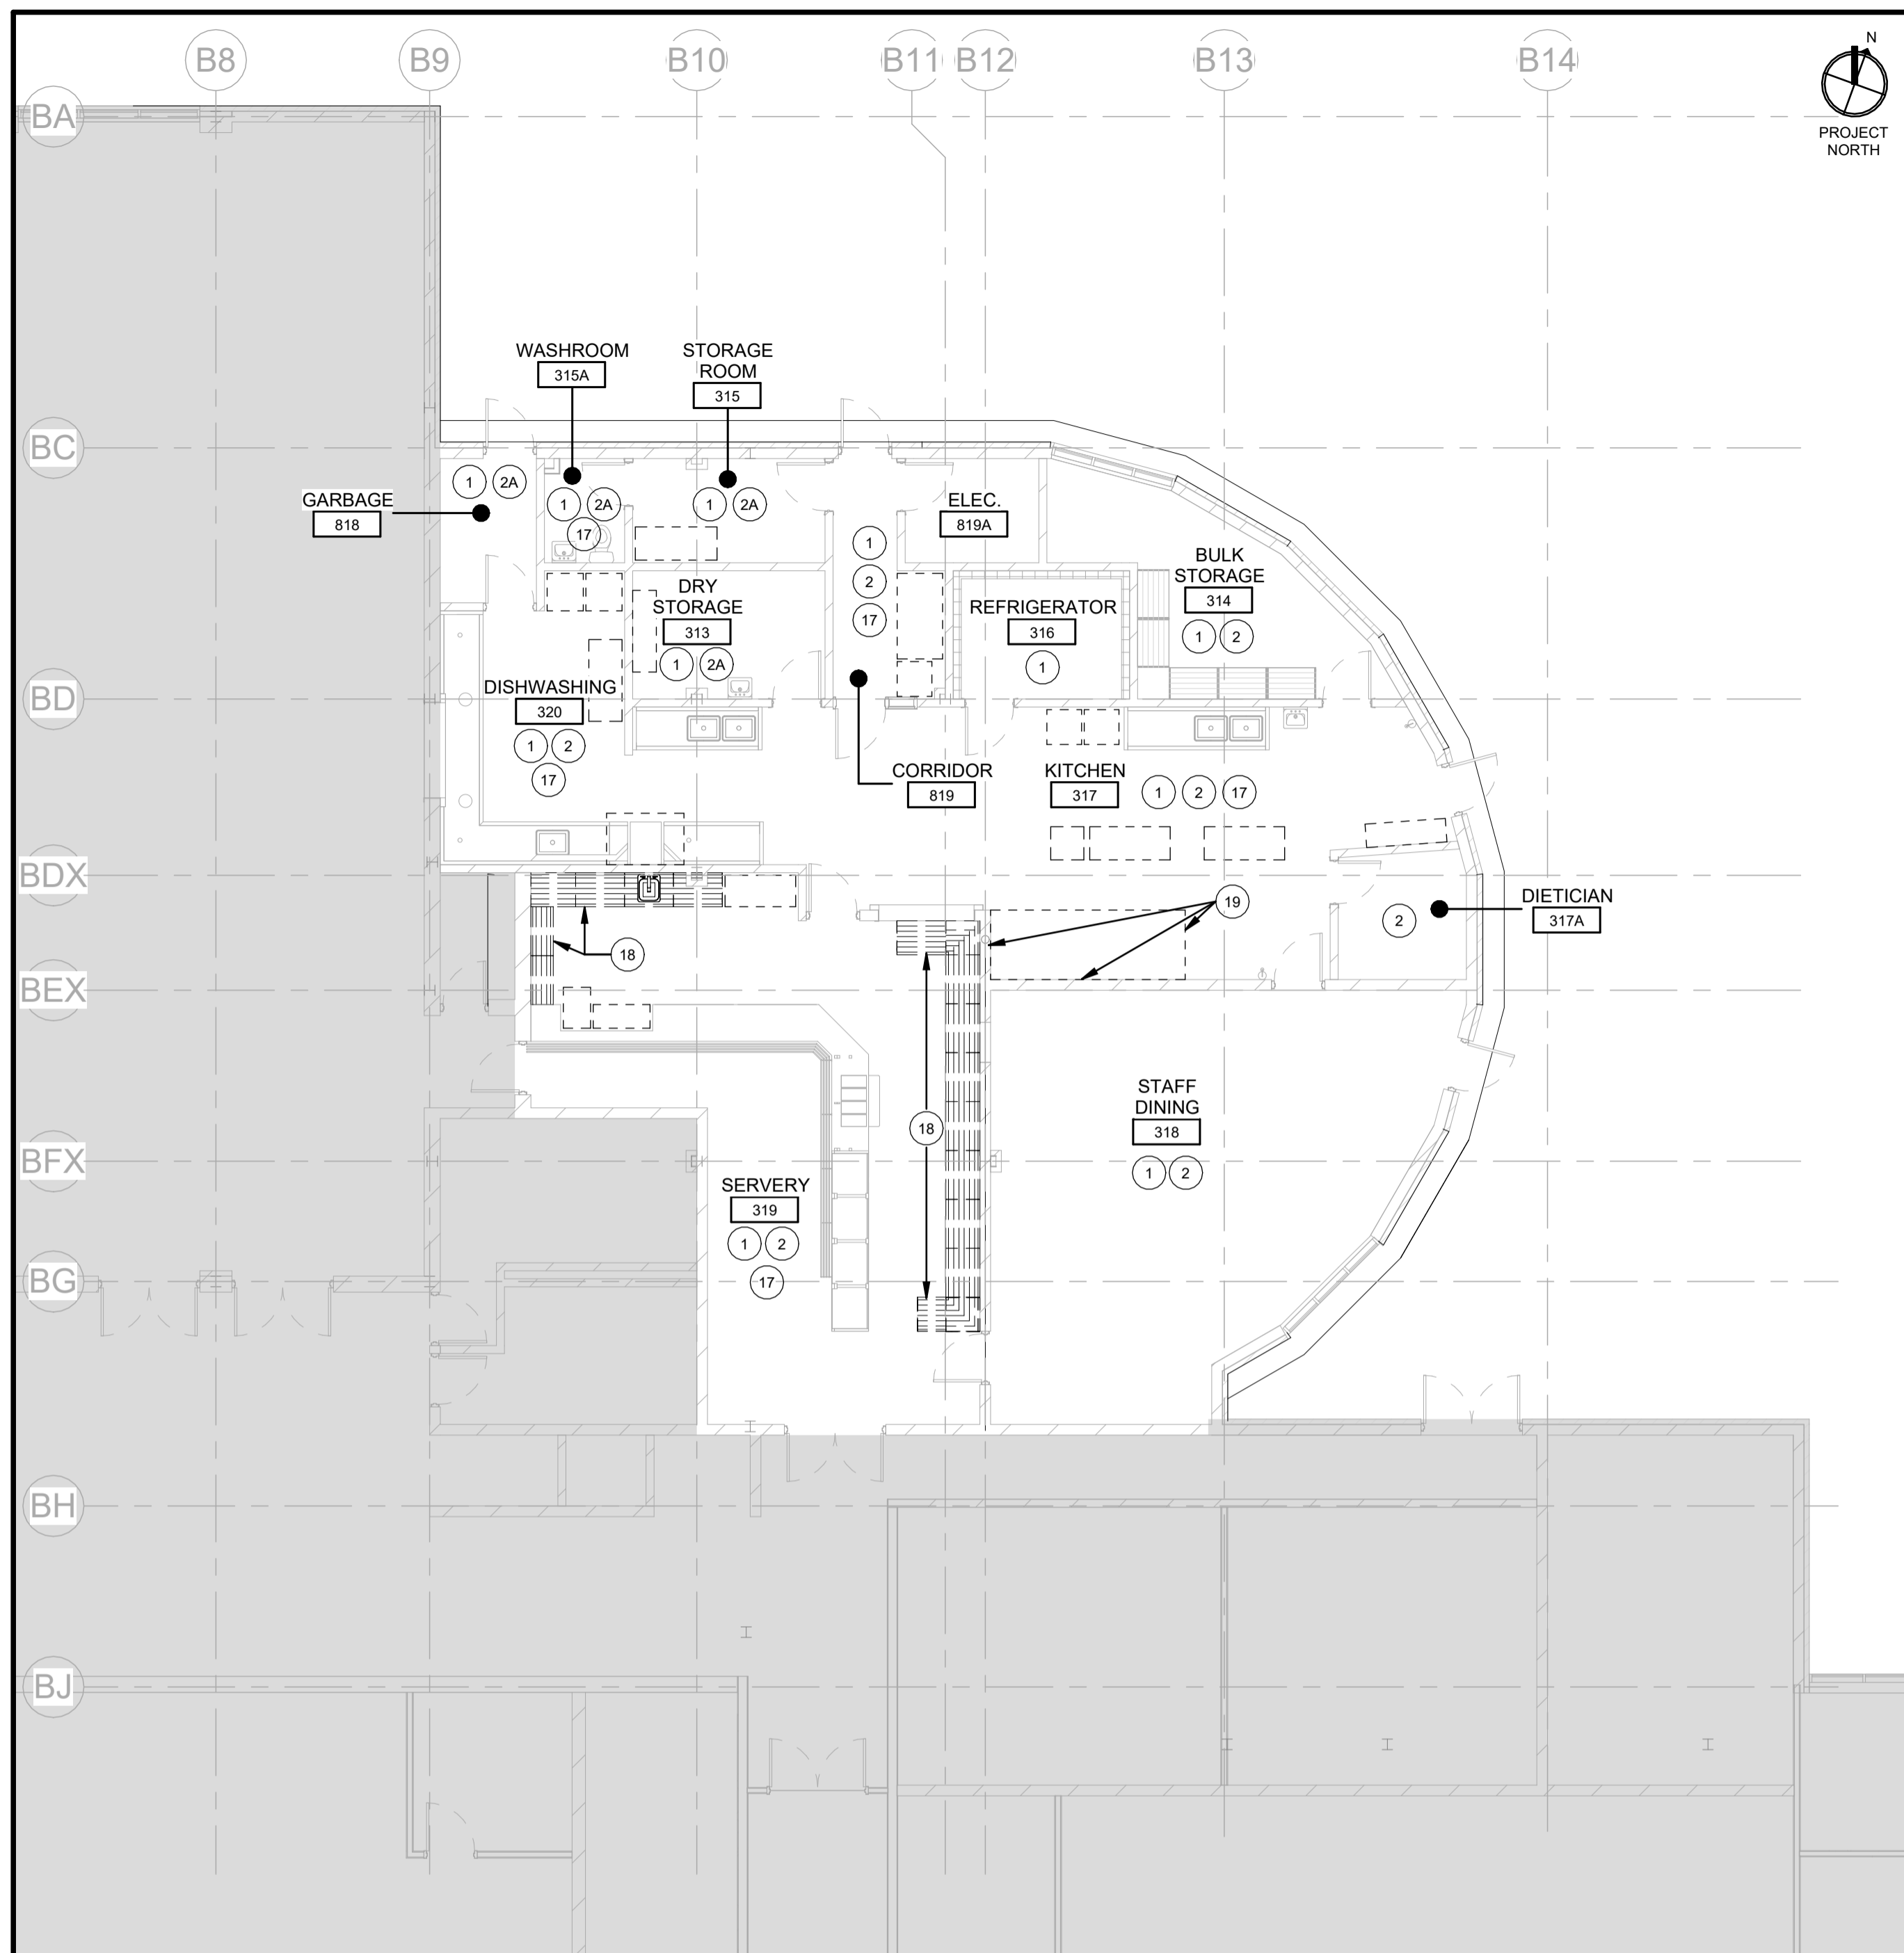 B8
B9
B10
B11
B12
B13
B14
N
PROJECT
NORTH
BA
BC
BD
BDX
BEX
BFX
BG
BH
BJ
WASHROOM
315A
STORAGE
ROOM
315
GARBAGE
818
1 2A
1 2A
17
1 2A
ELEC.
819A
1
2
17
BULK
STORAGE
314
1 2
DRY
STORAGE
313
1 2A
REFRIGERATOR
316
1
DISHWASHING
320
1 2
17
CORRIDOR
819
KITCHEN
317
1 2 17
19
DIETICIAN
317A
2
18
18
STAFF
DINING
318
1 2
SERVERY
319
1 2
17